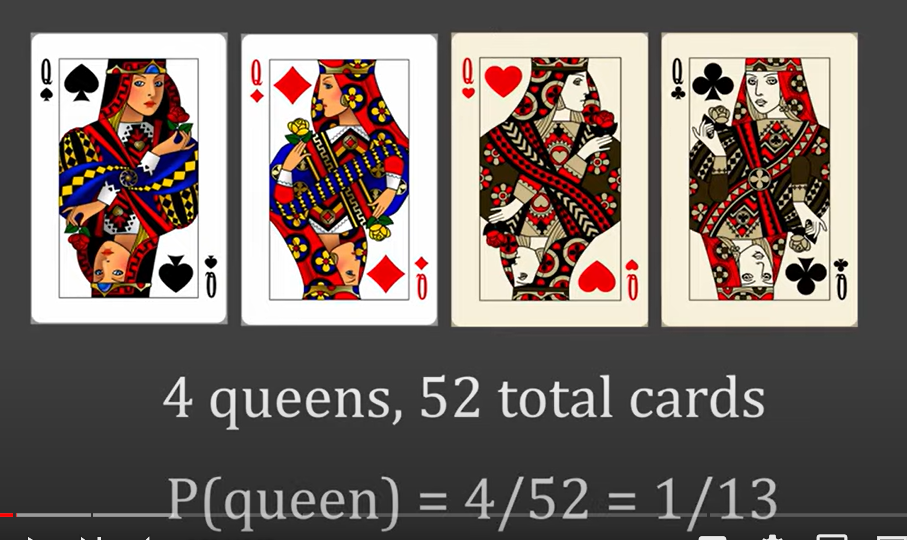 Q Q Q Q
Q Q Q Q
4 queens, 52 total cards
P(queen) = 4/52 = 1/13